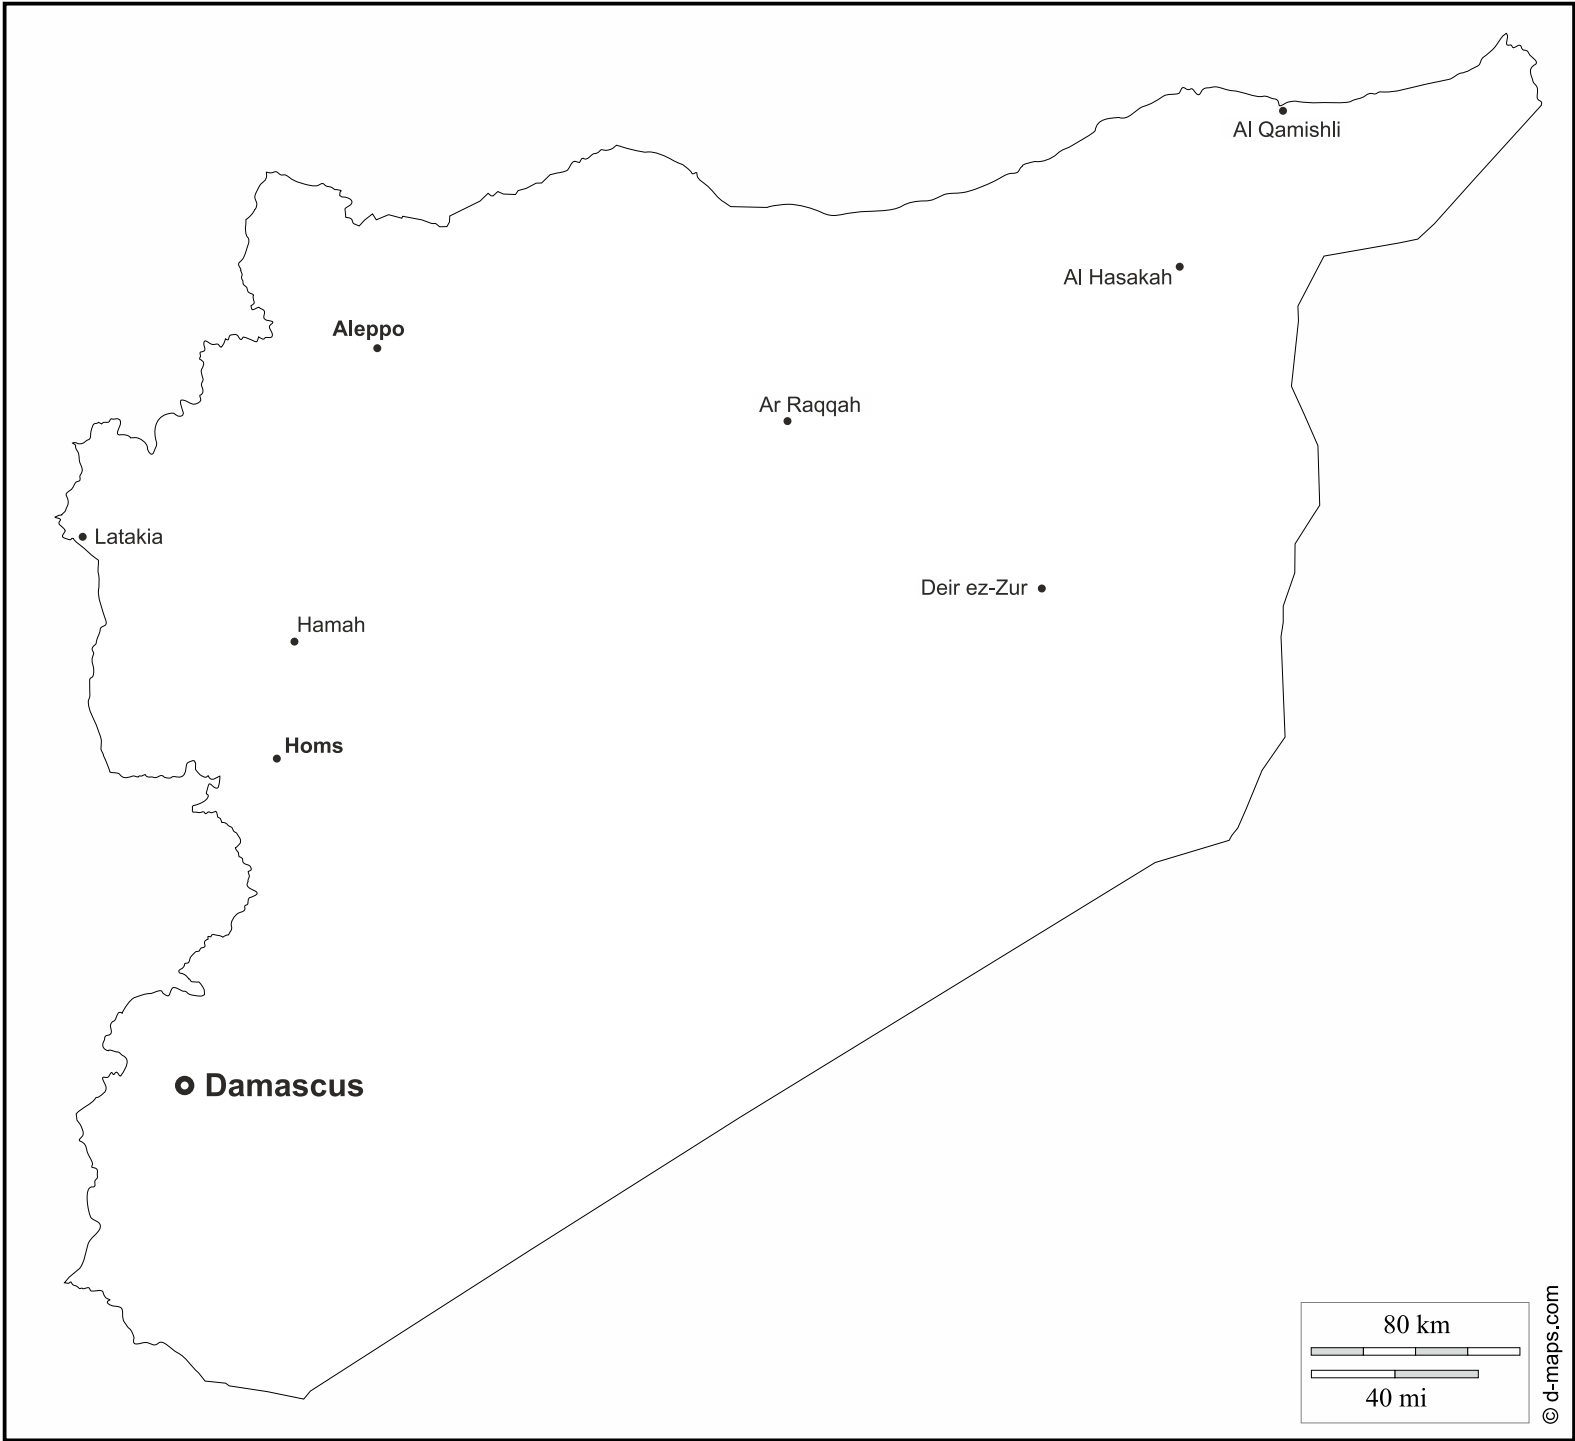 Al Qamishli
Al Hasakah
Aleppo
Ar Raqqah
Latakia
Deir ez-Zur
Hamah
Homs
Damascus
80 km
40 mi
© d-maps.com